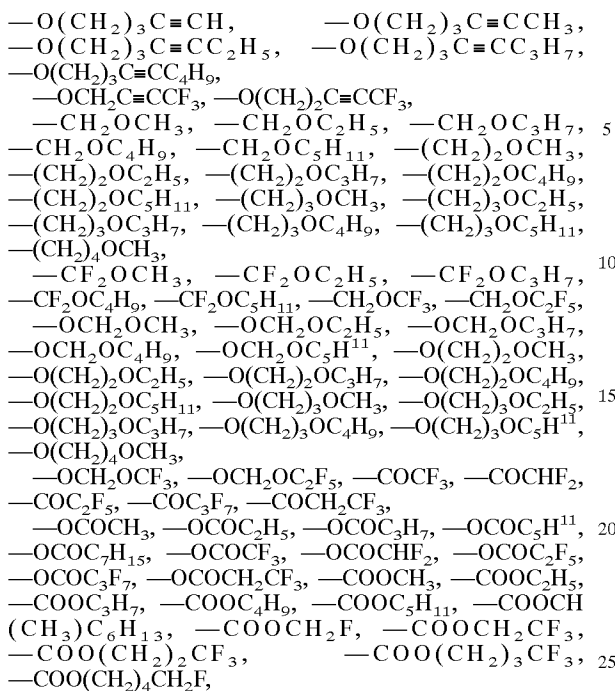 —O(CH₂)₃C≡CH, —O(CH₂)₃C≡CCH₃,
—O(CH₂)₃C≡CC₂H₅, —O(CH₂)₃C≡CC₃H₇,
—O(CH₂)₃C≡CC₄H₉,
—OCH₂C≡CCF₃, —O(CH₂)₂C≡CCF₃,
—CH₂OCH₃, —CH₂OC₂H₅, —CH₂OC₃H₇, 5
—CH₂OC₄H₉, —CH₂OC₅H₁₁, —(CH₂)₂OCH₃,
—(CH₂)₂OC₂H₅, —(CH₂)₂OC₃H₇, —(CH₂)₂OC₄H₉,
—(CH₂)₂OC₅H₁₁, —(CH₂)₃OCH₃, —(CH₂)₃OC₂H₅,
—(CH₂)₃OC₃H₇, —(CH₂)₃OC₄H₉, —(CH₂)₃OC₅H₁₁,
—(CH₂)₄OCH₃,
—CF₂OCH₃, —CF₂OC₂H₅, —CF₂OC₃H₇, 10
—CF₂OC₄H₉, —CF₂OC₅H₁₁, —CH₂OCF₃, —CH₂OC₂F₅,
—OCH₂OCH₃, —OCH₂OC₂H₅, —OCH₂OC₃H₇,
—OCH₂OC₄H₉, —OCH₂OC₅H¹¹, —O(CH₂)₂OCH₃,
—O(CH₂)₂OC₂H₅, —O(CH₂)₂OC₃H₇, —O(CH₂)₂OC₄H₉,
—O(CH₂)₂OC₅H₁₁, —O(CH₂)₃OCH₃, —O(CH₂)₃OC₂H₅, 15
—O(CH₂)₃OC₃H₇, —O(CH₂)₃OC₄H₉, —O(CH₂)₃OC₅H¹¹,
—O(CH₂)₄OCH₃,
—OCH₂OCF₃, —OCH₂OC₂F₅, —COCF₃, —COCHF₂,
—COC₂F₅, —COC₃F₇, —COCH₂CF₃,
—OCOCH₃, —OCOC₂H₅, —OCOC₃H₇, —OCOC₅H¹¹, 20
—OCOC₇H₁₅, —OCOCF₃, —OCOCHF₂, —OCOC₂F₅,
—OCOC₃F₇, —OCOCH₂CF₃, —COOCH₃, —COOC₂H₅,
—COOC₃H₇, —COOC₄H₉, —COOC₅H₁₁, —COOCH
(CH₃)C₆H₁₃, —COOCH₂F, —COOCH₂CF₃,
—COO(CH₂)₂CF₃, —COO(CH₂)₃CF₃, 25
—COO(CH₂)₄CH₂F,